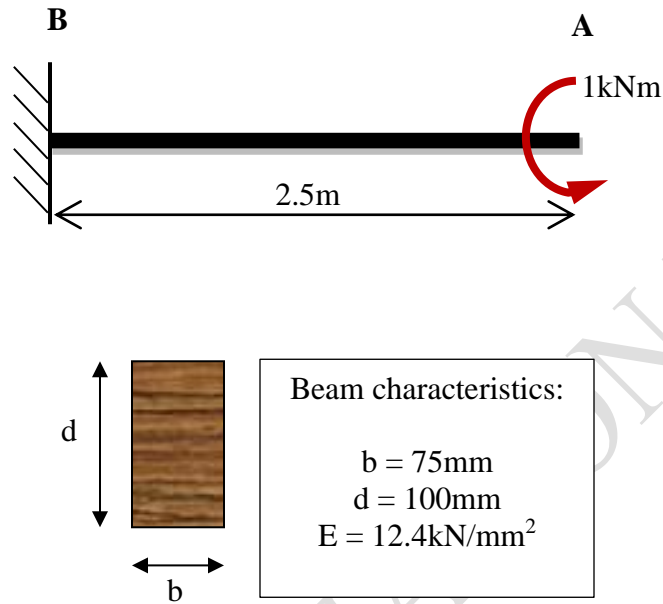 B
A
1kNm
2.5m
d
b
Beam characteristics:
b = 75mm
d = 100mm
E = 12.4kN/mm²